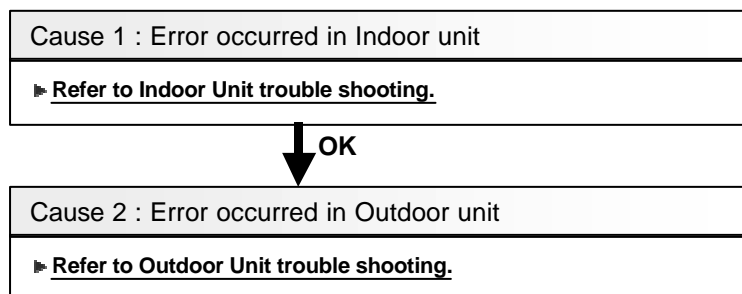 Cause 1 : Error occurred in Indoor unit
Refer to Indoor Unit trouble shooting.
OK
Cause 2 : Error occurred in Outdoor unit
Refer to Outdoor Unit trouble shooting.